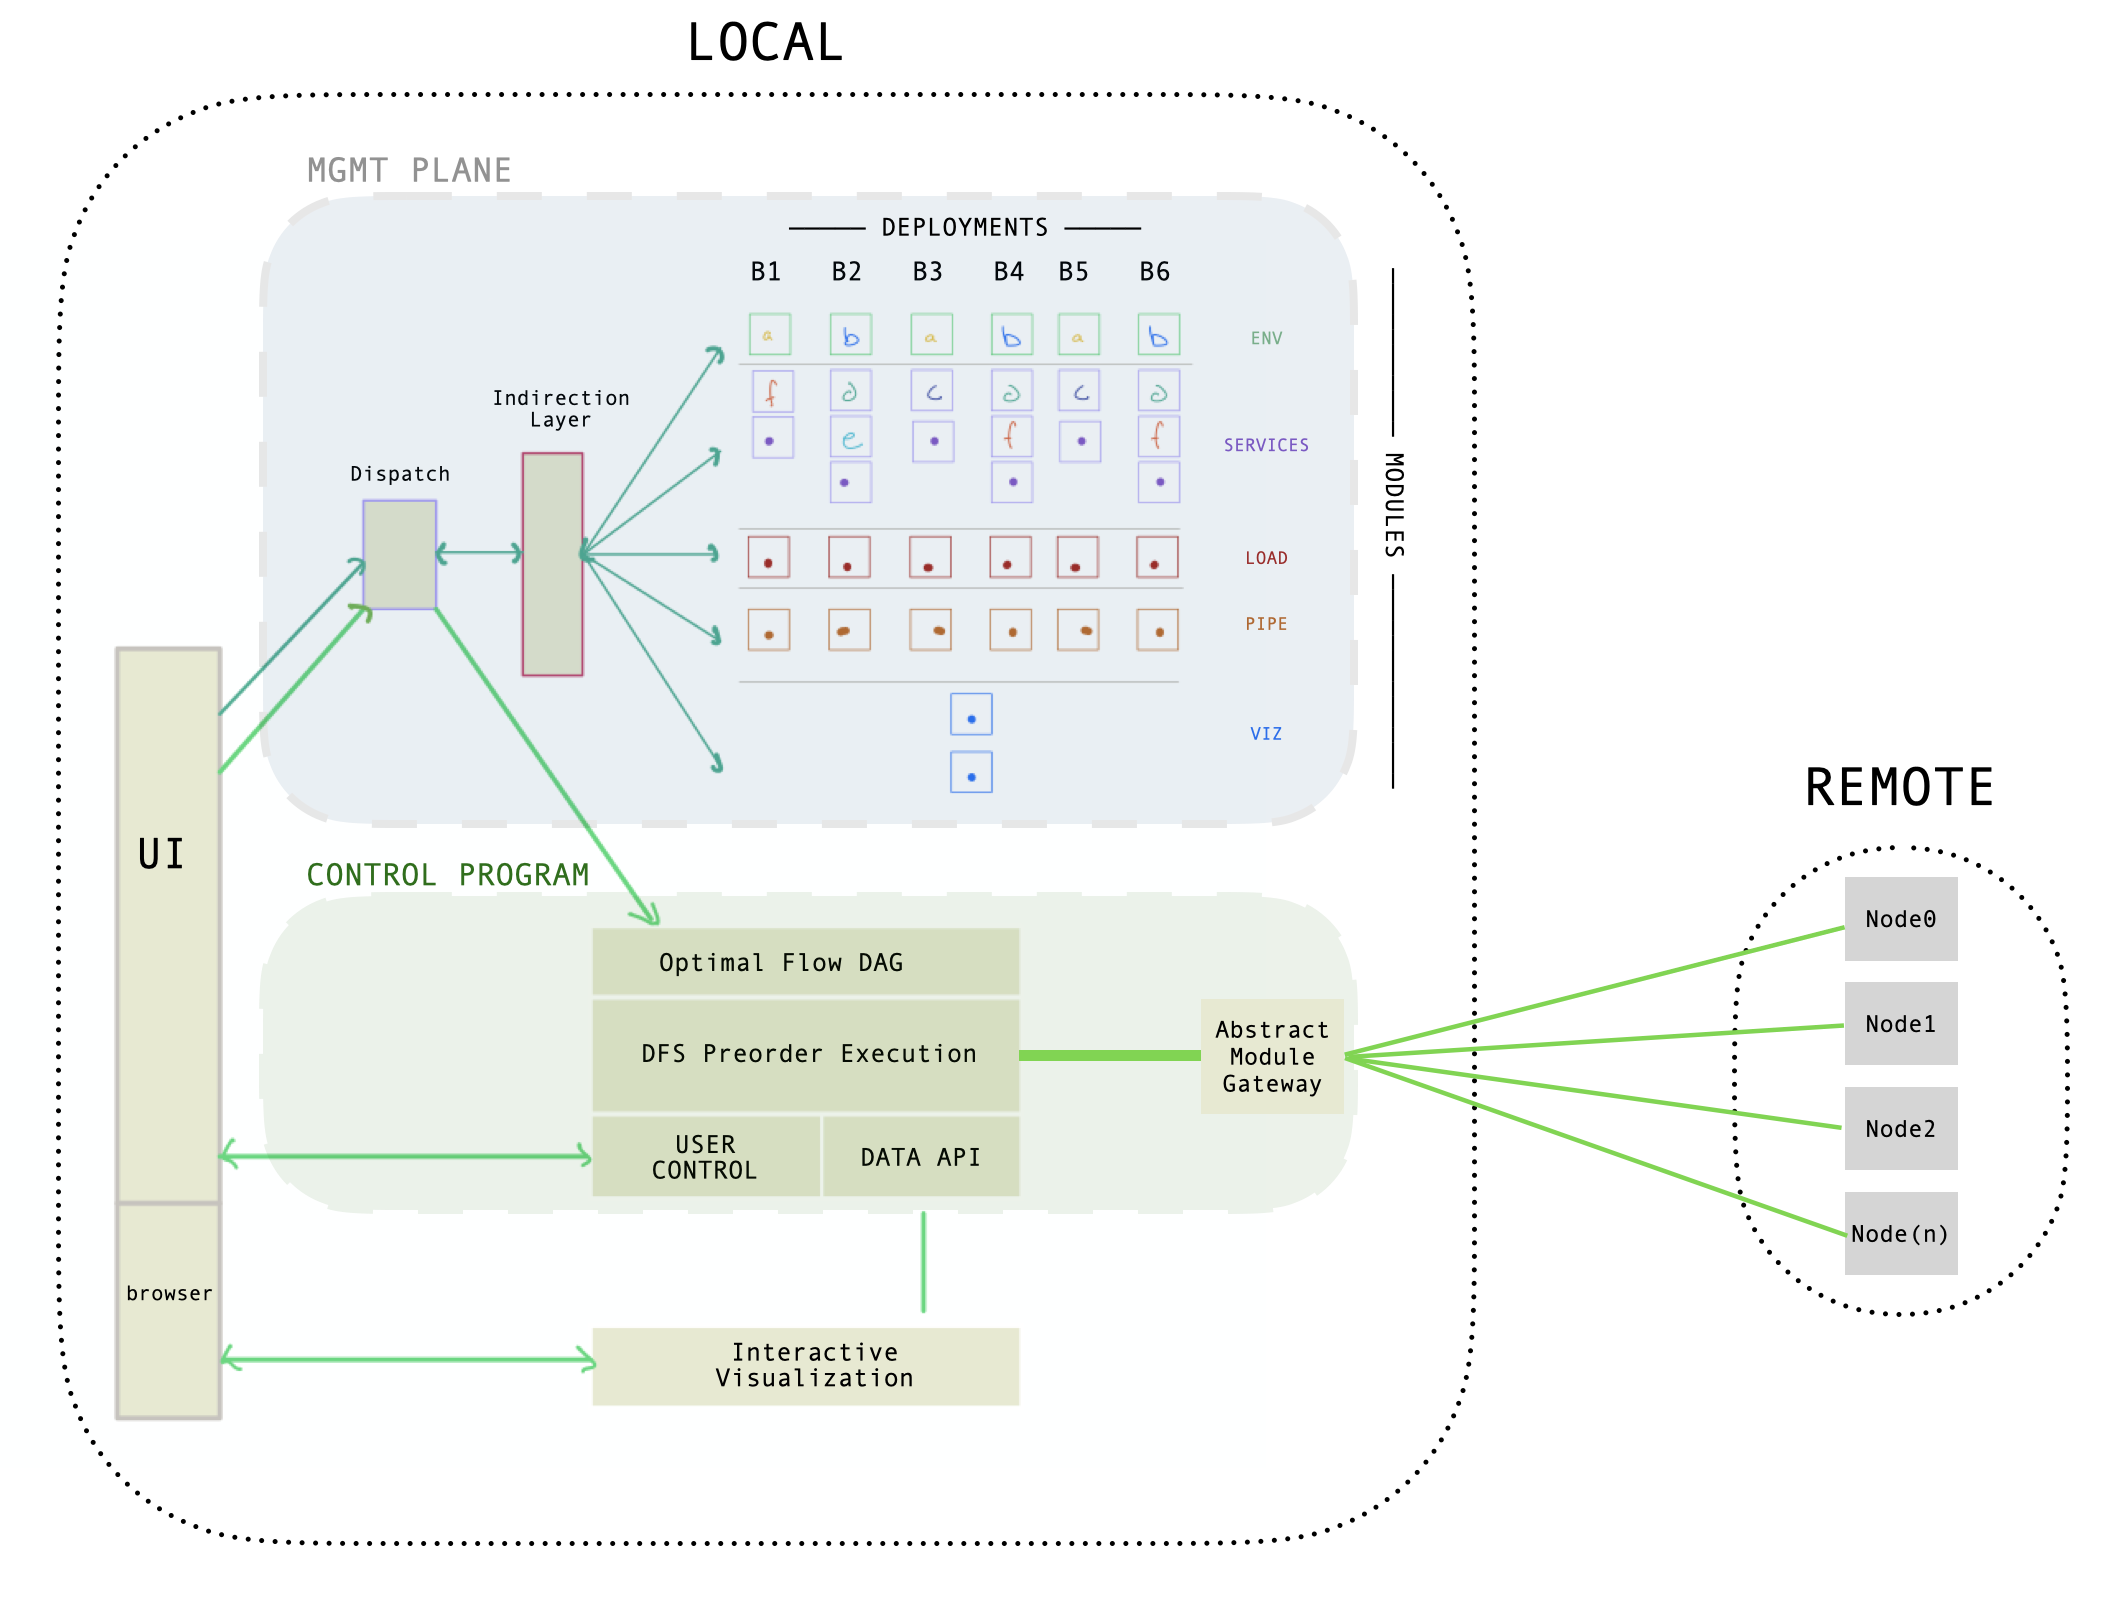 LOCAL
MGMT PLANE
DEPLOYMENTS
B1 B2 B3 B4 B5 B6
a b a b a b
ENV
f a c a c a
e f f
SERVICES
LOAD
PIPE
VIZ
MODULES
Indirection
Layer
Dispatch
UI
browser
CONTROL PROGRAM
Optimal Flow DAG
DFS Preorder Execution
USER
CONTROL
DATA API
Abstract
Module
Gateway
Interactive
Visualization
REMOTE
Node0
Node1
Node2
Node(n)